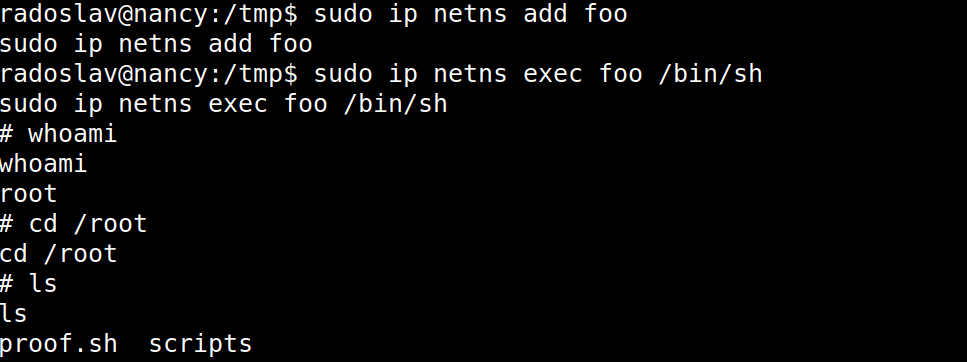 radoslav@nancy:/tmp$ sudo ip netns add foo
sudo ip netns add foo
radoslav@nancy:/tmp$ sudo ip netns exec foo /bin/sh
sudo ip netns exec foo /bin/sh
# whoami
whoami
root
# cd /root
cd /root
# ls
ls
proof.sh  scripts